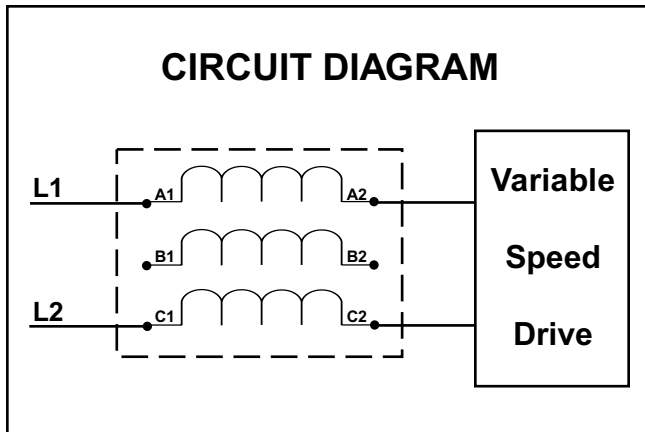 CIRCUIT DIAGRAM
L1
A1 A2
Variable
B1 B2
Speed
L2
C1 C2
Drive